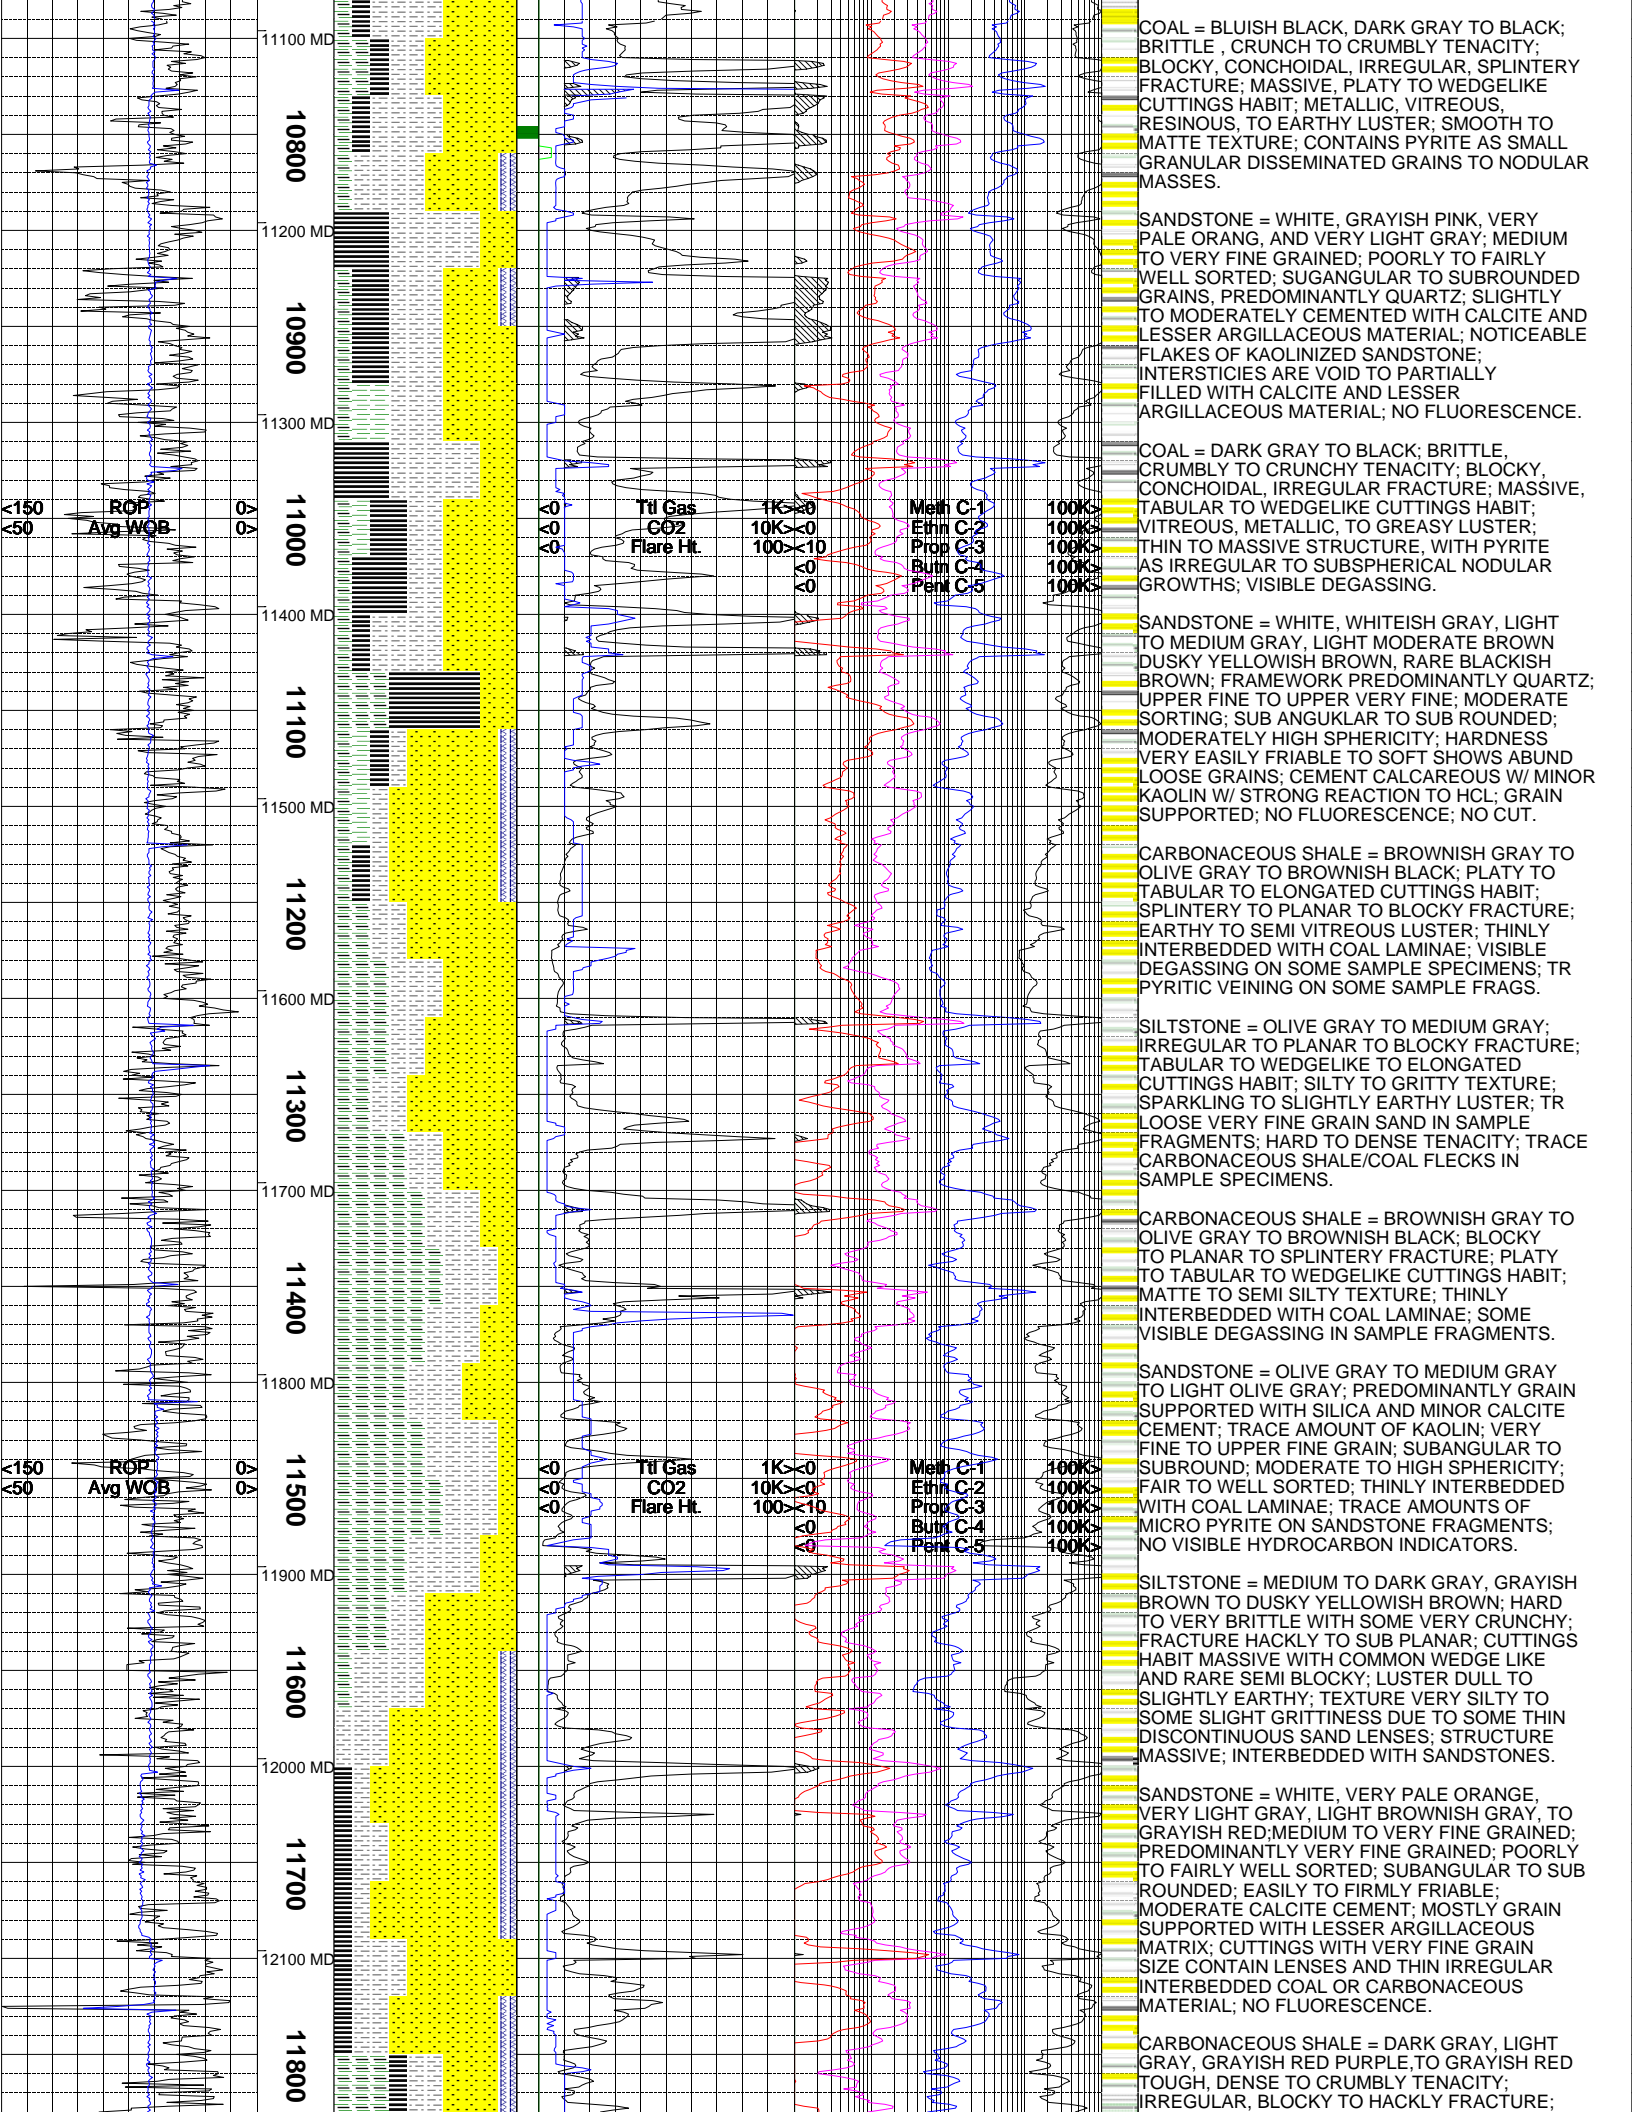 11100 MD
10800
11200 MD
10900
11300 MD
<150 ROP 0>
<50 Avg WOB 0>
11000
<0 Ttl Gas 1K>
<0 CO2 10K>
<0 Flare Ht. 100>
<0 Meth C-1 100K>
<0 Ethn C-2 100K>
<10 Prop C-3 100K>
<0 Butn C-4 100K>
<0 Pent C-5 100K>
11400 MD
11100
11500 MD
11200
11600 MD
11300
11700 MD
11400
11800 MD
<150 ROP 0>
<50 Avg WOB 0>
11500
<0 Ttl Gas 1K>
<0 CO2 10K>
<0 Flare Ht. 100>
<0 Meth C-1 100K>
<0 Ethn C-2 100K>
<10 Prop C-3 100K>
<0 Butn C-4 100K>
<0 Pent C-5 100K>
11900 MD
11600
12000 MD
11700
12100 MD
11800
COAL = BLUISH BLACK, DARK GRAY TO BLACK;
BRITTLE , CRUNCH TO CRUMBLY TENACITY;
BLOCKY, CONCHOIDAL, IRREGULAR, SPLINTERY
FRACTURE; MASSIVE, PLATY TO WEDGELIKE
CUTTINGS HABIT; METALLIC, VITREOUS,
RESINOUS, TO EARTHY LUSTER; SMOOTH TO
MATTE TEXTURE; CONTAINS PYRITE AS SMALL
GRANULAR DISSEMINATED GRAINS TO NODULAR
MASSES.
SANDSTONE = WHITE, GRAYISH PINK, VERY
PALE ORANG, AND VERY LIGHT GRAY; MEDIUM
TO VERY FINE GRAINED; POORLY TO FAIRLY
WELL SORTED; SUGANGULAR TO SUBROUNDED
GRAINS, PREDOMINANTLY QUARTZ; SLIGHTLY
TO MODERATELY CEMENTED WITH CALCITE AND
LESSER ARGILLACEOUS MATERIAL; NOTICEABLE
FLAKES OF KAOLINIZED SANDSTONE;
INTERSTICIES ARE VOID TO PARTIALLY
FILLED WITH CALCITE AND LESSER
ARGILLACEOUS MATERIAL; NO FLUORESCENCE.
COAL = DARK GRAY TO BLACK; BRITTLE,
CRUMBLY TO CRUNCHY TENACITY; BLOCKY,
CONCHOIDAL, IRREGULAR FRACTURE; MASSIVE,
TABULAR TO WEDGELIKE CUTTINGS HABIT;
VITREOUS, METALLIC, TO GREASY LUSTER;
THIN TO MASSIVE STRUCTURE, WITH PYRITE
AS IRREGULAR TO SUBSPHERICAL NODULAR
GROWTHS; VISIBLE DEGASSING.
SANDSTONE = WHITE, WHITEISH GRAY, LIGHT
TO MEDIUM GRAY, LIGHT MODERATE BROWN
DUSKY YELLOWISH BROWN, RARE BLACKISH
BROWN; FRAMEWORK PREDOMINANTLY QUARTZ;
UPPER FINE TO UPPER VERY FINE; MODERATE
SORTING; SUB ANGUKLAR TO SUB ROUNDED;
MODERATELY HIGH SPHERICITY; HARDNESS
VERY EASILY FRIABLE TO SOFT SHOWS ABUND
LOOSE GRAINS; CEMENT CALCAREOUS W/ MINOR
KAOLIN W/ STRONG REACTION TO HCL; GRAIN
SUPPORTED; NO FLUORESCENCE; NO CUT.
CARBONACEOUS SHALE = BROWNISH GRAY TO
OLIVE GRAY TO BROWNISH BLACK; PLATY TO
TABULAR TO ELONGATED CUTTINGS HABIT;
SPLINTERY TO PLANAR TO BLOCKY FRACTURE;
EARTHY TO SEMI VITREOUS LUSTER; THINLY
INTERBEDDED WITH COAL LAMINAE; VISIBLE
DEGASSING ON SOME SAMPLE SPECIMENS; TR
PYRITIC VEINING ON SOME SAMPLE FRAGS.
SILTSTONE = OLIVE GRAY TO MEDIUM GRAY;
IRREGULAR TO PLANAR TO BLOCKY FRACTURE;
TABULAR TO WEDGELIKE TO ELONGATED
CUTTINGS HABIT; SILTY TO GRITTY TEXTURE;
SPARKLING TO SLIGHTLY EARTHY LUSTER; TR
LOOSE VERY FINE GRAIN SAND IN SAMPLE
FRAGMENTS; HARD TO DENSE TENACITY; TRACE
CARBONACEOUS SHALE/COAL FLECKS IN
SAMPLE SPECIMENS.
CARBONACEOUS SHALE = BROWNISH GRAY TO
OLIVE GRAY TO BROWNISH BLACK; BLOCKY
TO PLANAR TO SPLINTERY FRACTURE; PLATY
TO TABULAR TO WEDGELIKE CUTTINGS HABIT;
MATTE TO SEMI SILTY TEXTURE; THINLY
INTERBEDDED WITH COAL LAMINAE; SOME
VISIBLE DEGASSING IN SAMPLE FRAGMENTS.
SANDSTONE = OLIVE GRAY TO MEDIUM GRAY
TO LIGHT OLIVE GRAY; PREDOMINANTLY GRAIN
SUPPORTED WITH SILICA AND MINOR CALCITE
CEMENT; TRACE AMOUNT OF KAOLIN; VERY
FINE TO UPPER FINE GRAIN; SUBANGULAR TO
SUBROUND; MODERATE TO HIGH SPHERICITY;
FAIR TO WELL SORTED; THINLY INTERBEDDED
WITH COAL LAMINAE; TRACE AMOUNTS OF
MICRO PYRITE ON SANDSTONE FRAGMENTS;
NO VISIBLE HYDROCARBON INDICATORS.
SILTSTONE = MEDIUM TO DARK GRAY, GRAYISH
BROWN TO DUSKY YELLOWISH BROWN; HARD
TO VERY BRITTLE WITH SOME VERY CRUNCHY;
FRACTURE HACKLY TO SUB PLANAR; CUTTINGS
HABIT MASSIVE WITH COMMON WEDGE LIKE
AND RARE SEMI BLOCKY; LUSTER DULL TO
SLIGHTLY EARTHY; TEXTURE VERY SILTY TO
SOME SLIGHT GRITTINESS DUE TO SOME THIN
DISCONTINUOUS SAND LENSES; STRUCTURE
MASSIVE; INTERBEDDED WITH SANDSTONES.
SANDSTONE = WHITE, VERY PALE ORANGE,
VERY LIGHT GRAY, LIGHT BROWNISH GRAY, TO
GRAYISH RED;MEDIUM TO VERY FINE GRAINED;
PREDOMINANTLY VERY FINE GRAINED; POORLY
TO FAIRLY WELL SORTED; SUBANGULAR TO SUB
ROUNDED; EASILY TO FIRMLY FRIABLE;
MODERATE CALCITE CEMENT; MOSTLY GRAIN
SUPPORTED WITH LESSER ARGILLACEOUS
MATRIX; CUTTINGS WITH VERY FINE GRAIN
SIZE CONTAIN LENSES AND THIN IRREGULAR
INTERBEDDED COAL OR CARBONACEOUS
MATERIAL; NO FLUORESCENCE.
CARBONACEOUS SHALE = DARK GRAY, LIGHT
GRAY, GRAYISH RED PURPLE,TO GRAYISH RED
TOUGH, DENSE TO CRUMBLY TENACITY;
IRREGULAR, BLOCKY TO HACKLY FRACTURE;